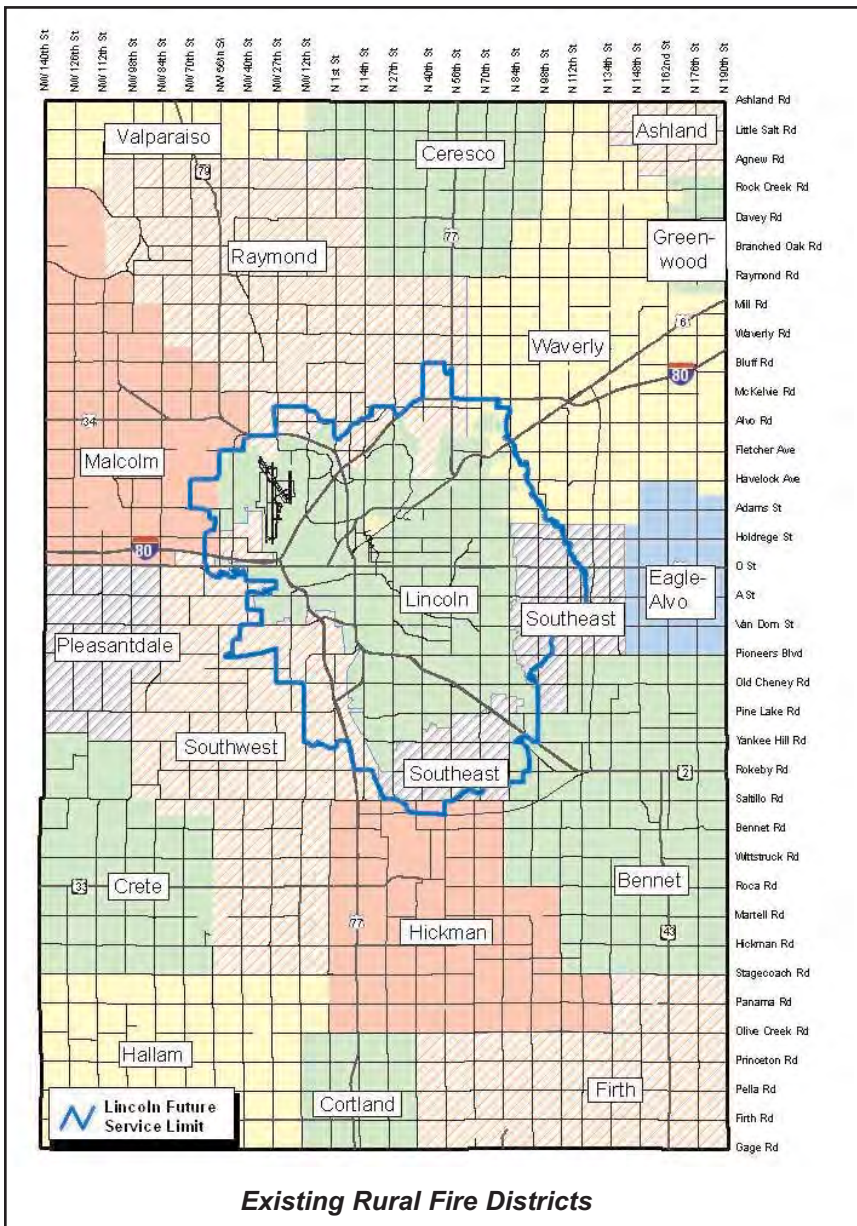 NW 140th St
NW 126th St
NW 112th St
NW 98th St
NW 84th St
NW 70th St
NW 56th St
NW 40th St
NW 27th St
NW 12th St
N 1st St
N 14th St
N 27th St
N 40th St
N 56th St
N 70th St
N 84th St
N 98th St
N 112th St
N 134th St
N 148th St
N 162nd St
N 176th St
N 190th St
Ashland Rd
Little Salt Rd
Agnew Rd
Rock Creek Rd
Davey Rd
Branched Oak Rd
Raymond Rd
Mill Rd
Waverly Rd
Bluff Rd
McKelvie Rd
Alvo Rd
Fletcher Ave
Havelock Ave
Adams St
Holdrege St
O St
A St
Van Dorn St
Pioneers Blvd
Old Cheney Rd
Pine Lake Rd
Yankee Hill Rd
Rokeby Rd
Saltillo Rd
Bennet Rd
Wittstruck Rd
Roca Rd
Martell Rd
Hickman Rd
Stagecoach Rd
Panama Rd
Olive Creek Rd
Princeton Rd
Pella Rd
Firth Rd
Gage Rd
Valparaiso
Ceresco
Ashland
79
77
Green-
wood
Raymond
6
Waverly
80
34
Malcolm
80
Lincoln
Eagle-
Alvo
Southeast
Pleasantdale
Southwest
Southeast
2
Crete
33
Bennet
77
Hickman
43
Hallam
Cortland
Firth
Lincoln Future
Service Limit
Existing Rural Fire Districts